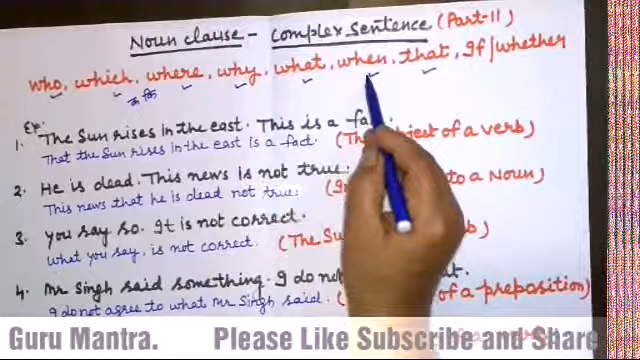 Noun clause - Complex Sentence (Part-II)
who, which, where, why, what, when, that, If/whether
Ex:
1. The Sun rises in the east. This is a fa
That the Sun rises in the east is a fact. (The bject of a verb)
2. He is dead. This news is not true.
This news that he is dead not true. to a Noun)
3. You say so. It is not correct.
What you say, is not correct. (The Su b)
4. Mr Singh said something. I do not at.
I do not agree to what Mr Singh said. ( of a preposition)
Guru Mantra. Please Like Subscribe and Share